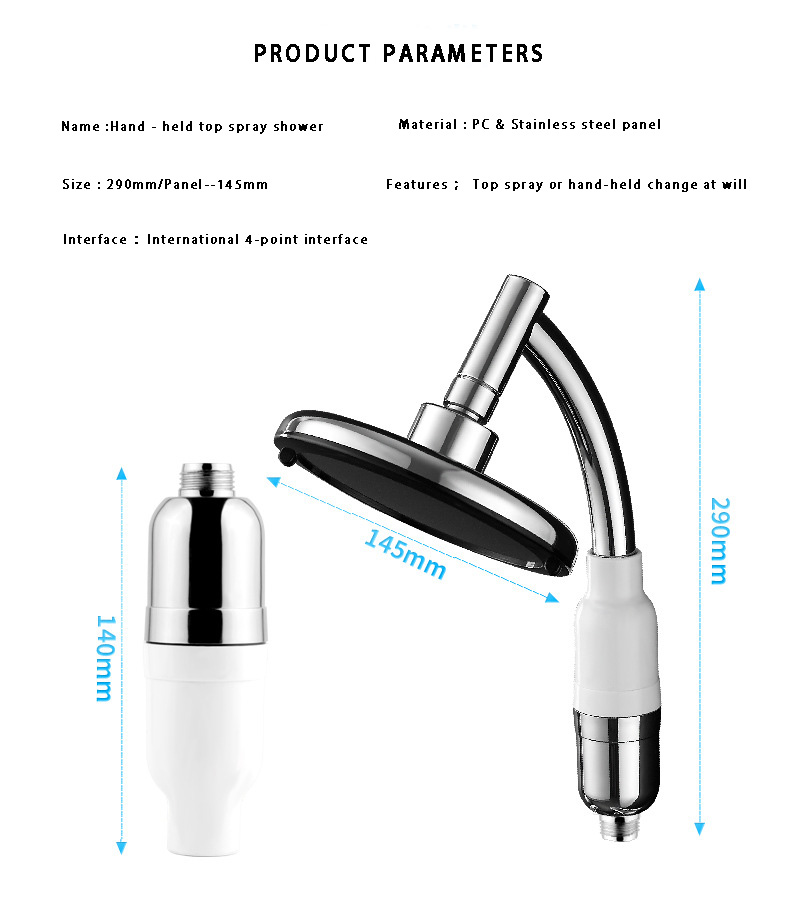 PRODUCT PARAMETERS
Name :Hand - held top spray shower
Material : PC & Stainless steel panel
Size : 290mm/Panel--145mm
Features ; Top spray or hand-held change at will
Interface : International 4-point interface
290mm
145mm
140mm